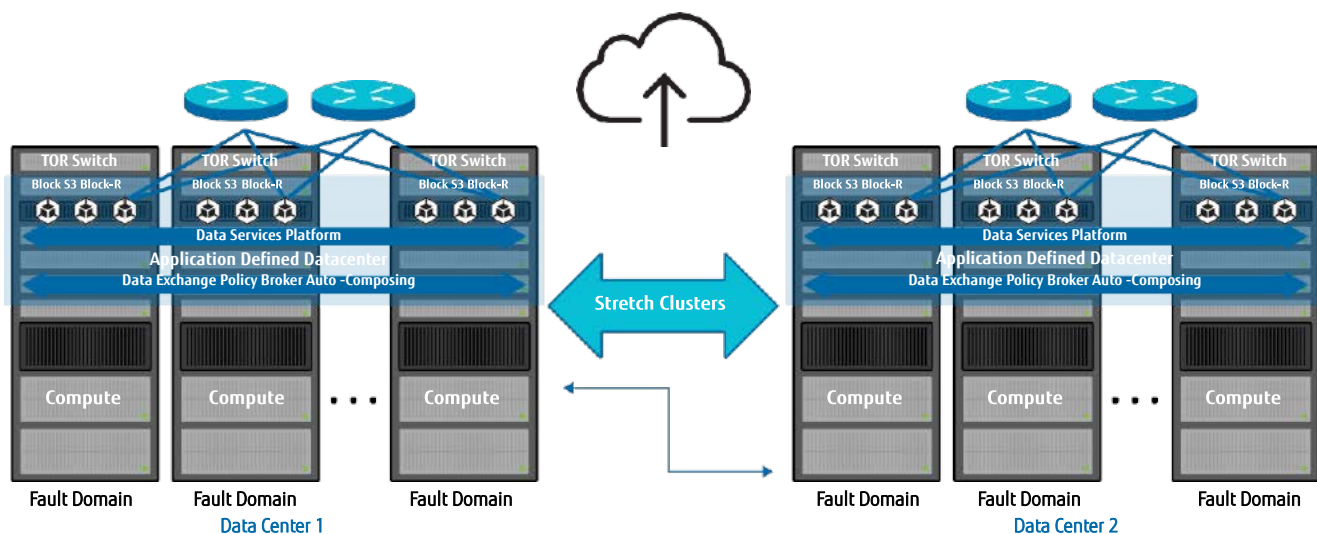 TOR Switch
TOR Switch
TOR Switch
Block S3 Block-R
Block S3 Block-R
Block S3 Block-R
Data Services Platform
Application Defined Datacenter
Data Exchange Policy Broker Auto -Composing
Compute
Compute
. . .
Compute
Fault Domain
Fault Domain
Fault Domain
Data Center 1
Stretch Clusters
TOR Switch
TOR Switch
TOR Switch
Block S3 Block-R
Block S3 Block-R
Block S3 Block-R
Data Services Platform
Application Defined Datacenter
Data Exchange Policy Broker Auto -Composing
Compute
Compute
. . .
Compute
Fault Domain
Fault Domain
Fault Domain
Data Center 2